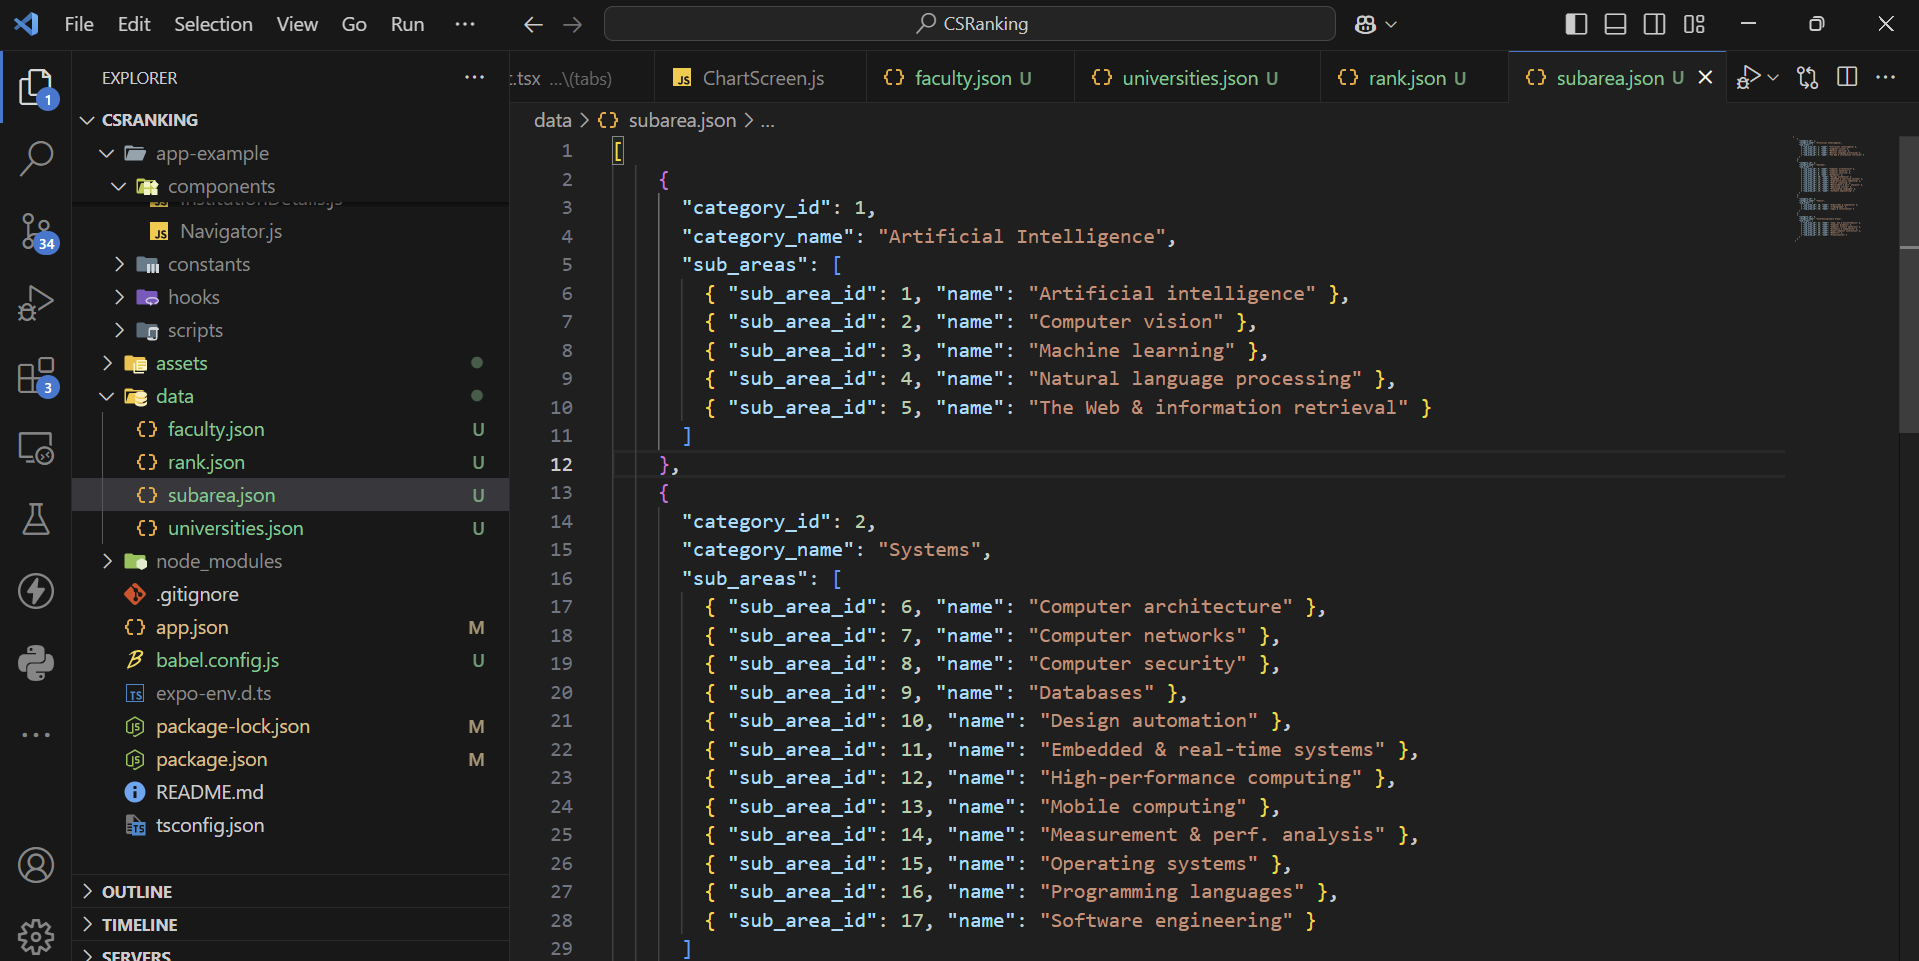 File Edit Selection View Go Run ... CSRanking
EXPLORER ...
CSRANKING
app-example
components
InstitutionDetails.js
Navigator.js
constants
hooks
scripts
assets
data
faculty.json U
rank.json U
subarea.json U
universities.json U
node_modules
.gitignore
app.json M
babel.config.js U
expo-env.d.ts
package-lock.json M
package.json M
README.md
tsconfig.json
OUTLINE
TIMELINE
SERVERS
1
34
3
t.tsx ...\(tabs) JS ChartScreen.js {} faculty.json U {} universities.json U {} rank.json U {} subarea.json U
data > {} subarea.json > ...
1 [
2 {
3 "category_id": 1,
4 "category_name": "Artificial Intelligence",
5 "sub_areas": [
6 { "sub_area_id": 1, "name": "Artificial intelligence" },
7 { "sub_area_id": 2, "name": "Computer vision" },
8 { "sub_area_id": 3, "name": "Machine learning" },
9 { "sub_area_id": 4, "name": "Natural language processing" },
10 { "sub_area_id": 5, "name": "The Web & information retrieval" }
11 ]
12 },
13 {
14 "category_id": 2,
15 "category_name": "Systems",
16 "sub_areas": [
17 { "sub_area_id": 6, "name": "Computer architecture" },
18 { "sub_area_id": 7, "name": "Computer networks" },
19 { "sub_area_id": 8, "name": "Computer security" },
20 { "sub_area_id": 9, "name": "Databases" },
21 { "sub_area_id": 10, "name": "Design automation" },
22 { "sub_area_id": 11, "name": "Embedded & real-time systems" },
23 { "sub_area_id": 12, "name": "High-performance computing" },
24 { "sub_area_id": 13, "name": "Mobile computing" },
25 { "sub_area_id": 14, "name": "Measurement & perf. analysis" },
26 { "sub_area_id": 15, "name": "Operating systems" },
27 { "sub_area_id": 16, "name": "Programming languages" },
28 { "sub_area_id": 17, "name": "Software engineering" }
29 ]